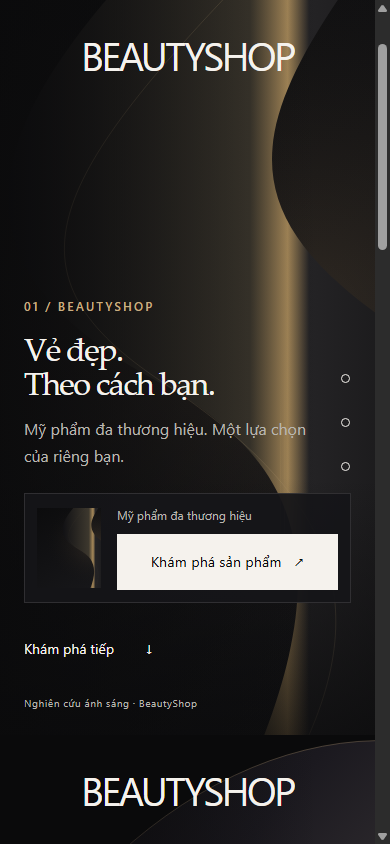 BEAUTYSHOP
01 / BEAUTYSHOP
Vẻ đẹp.
Theo cách bạn.
Mỹ phẩm đa thương hiệu. Một lựa chọn
của riêng bạn.
Mỹ phẩm đa thương hiệu
Khám phá sản phẩm ↗
Khám phá tiếp ↓
Nghiên cứu ánh sáng · BeautyShop
BEAUTYSHOP